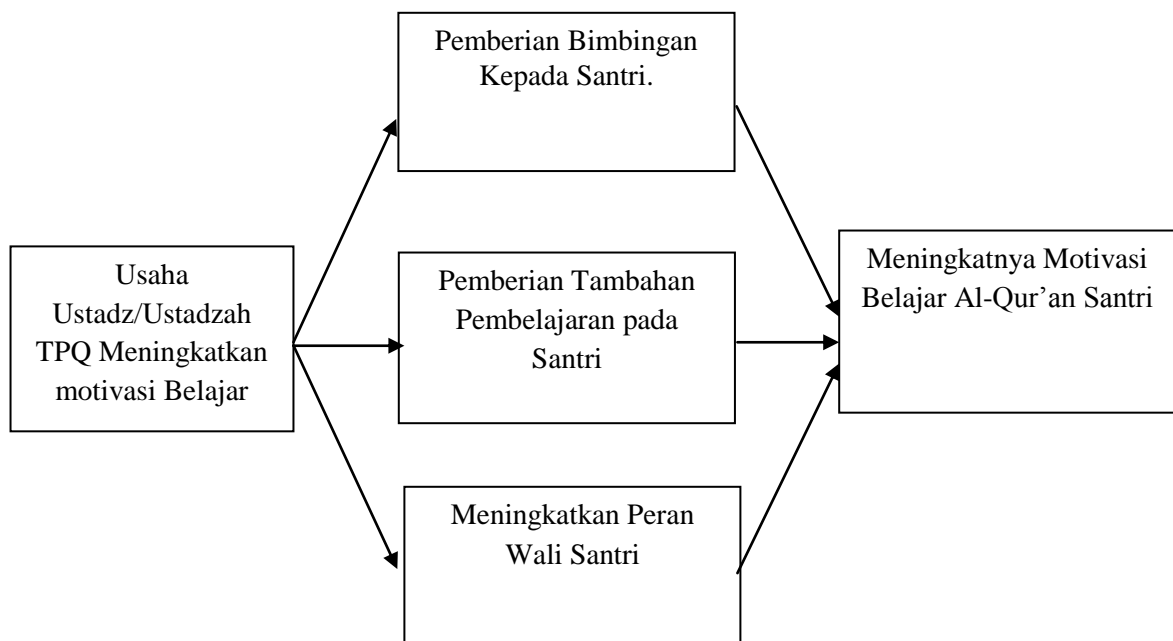 Pemberian Bimbingan
Kepada Santri.
Usaha
Ustadz/Ustadzah
TPQ Meningkatkan
motivasi Belajar
Pemberian Tambahan
Pembelajaran pada
Santri
Meningkatnya Motivasi
Belajar Al-Qur’an Santri
Meningkatkan Peran
Wali Santri